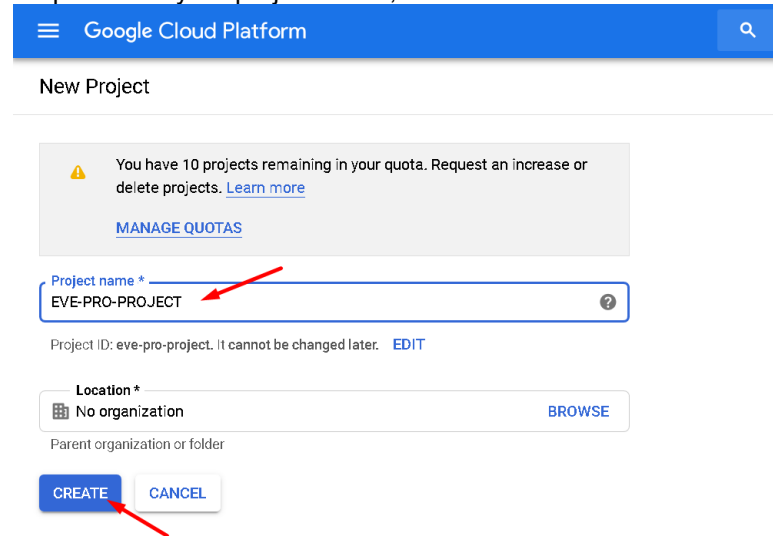 Google Cloud Platform
New Project
You have 10 projects remaining in your quota. Request an increase or
delete projects. Learn more
MANAGE QUOTAS
Project name *
EVE-PRO-PROJECT
Project ID: eve-pro-project. It cannot be changed later. EDIT
Location *
No organization BROWSE
Parent organization or folder
CREATE CANCEL